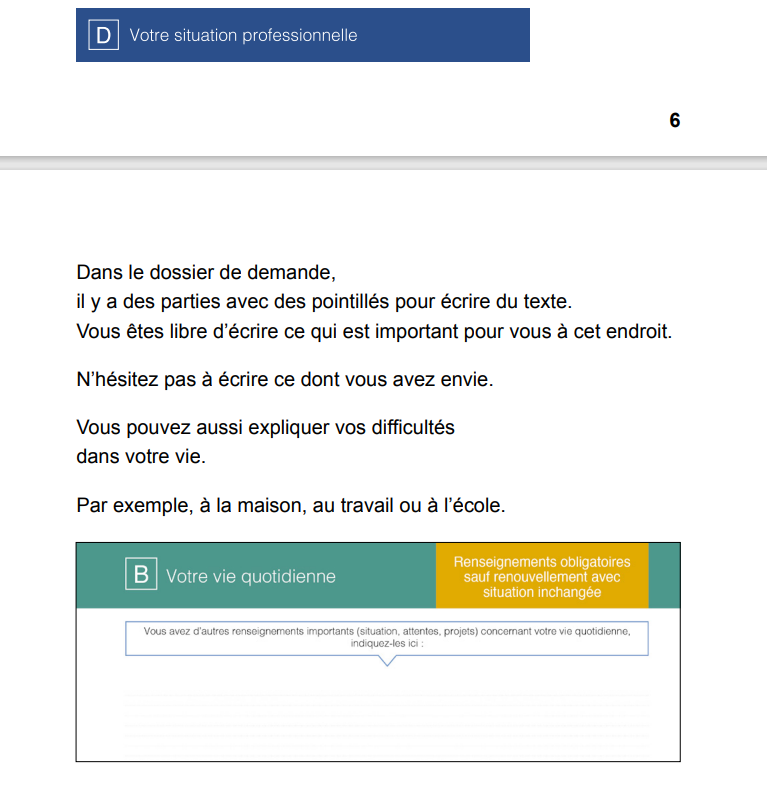 D Votre situation professionnelle
6
Dans le dossier de demande,
il y a des parties avec des pointillés pour écrire du texte.
Vous êtes libre d’écrire ce qui est important pour vous à cet endroit.
N’hésitez pas à écrire ce dont vous avez envie.
Vous pouvez aussi expliquer vos difficultés
dans votre vie.
Par exemple, à la maison, au travail ou à l’école.
B Votre vie quotidienne
Renseignements obligatoires
sauf renouvellement avec
situation inchangée
Vous avez d’autres renseignements importants (situation, attentes, projets) concernant votre vie quotidienne,
indiquez-les ici :